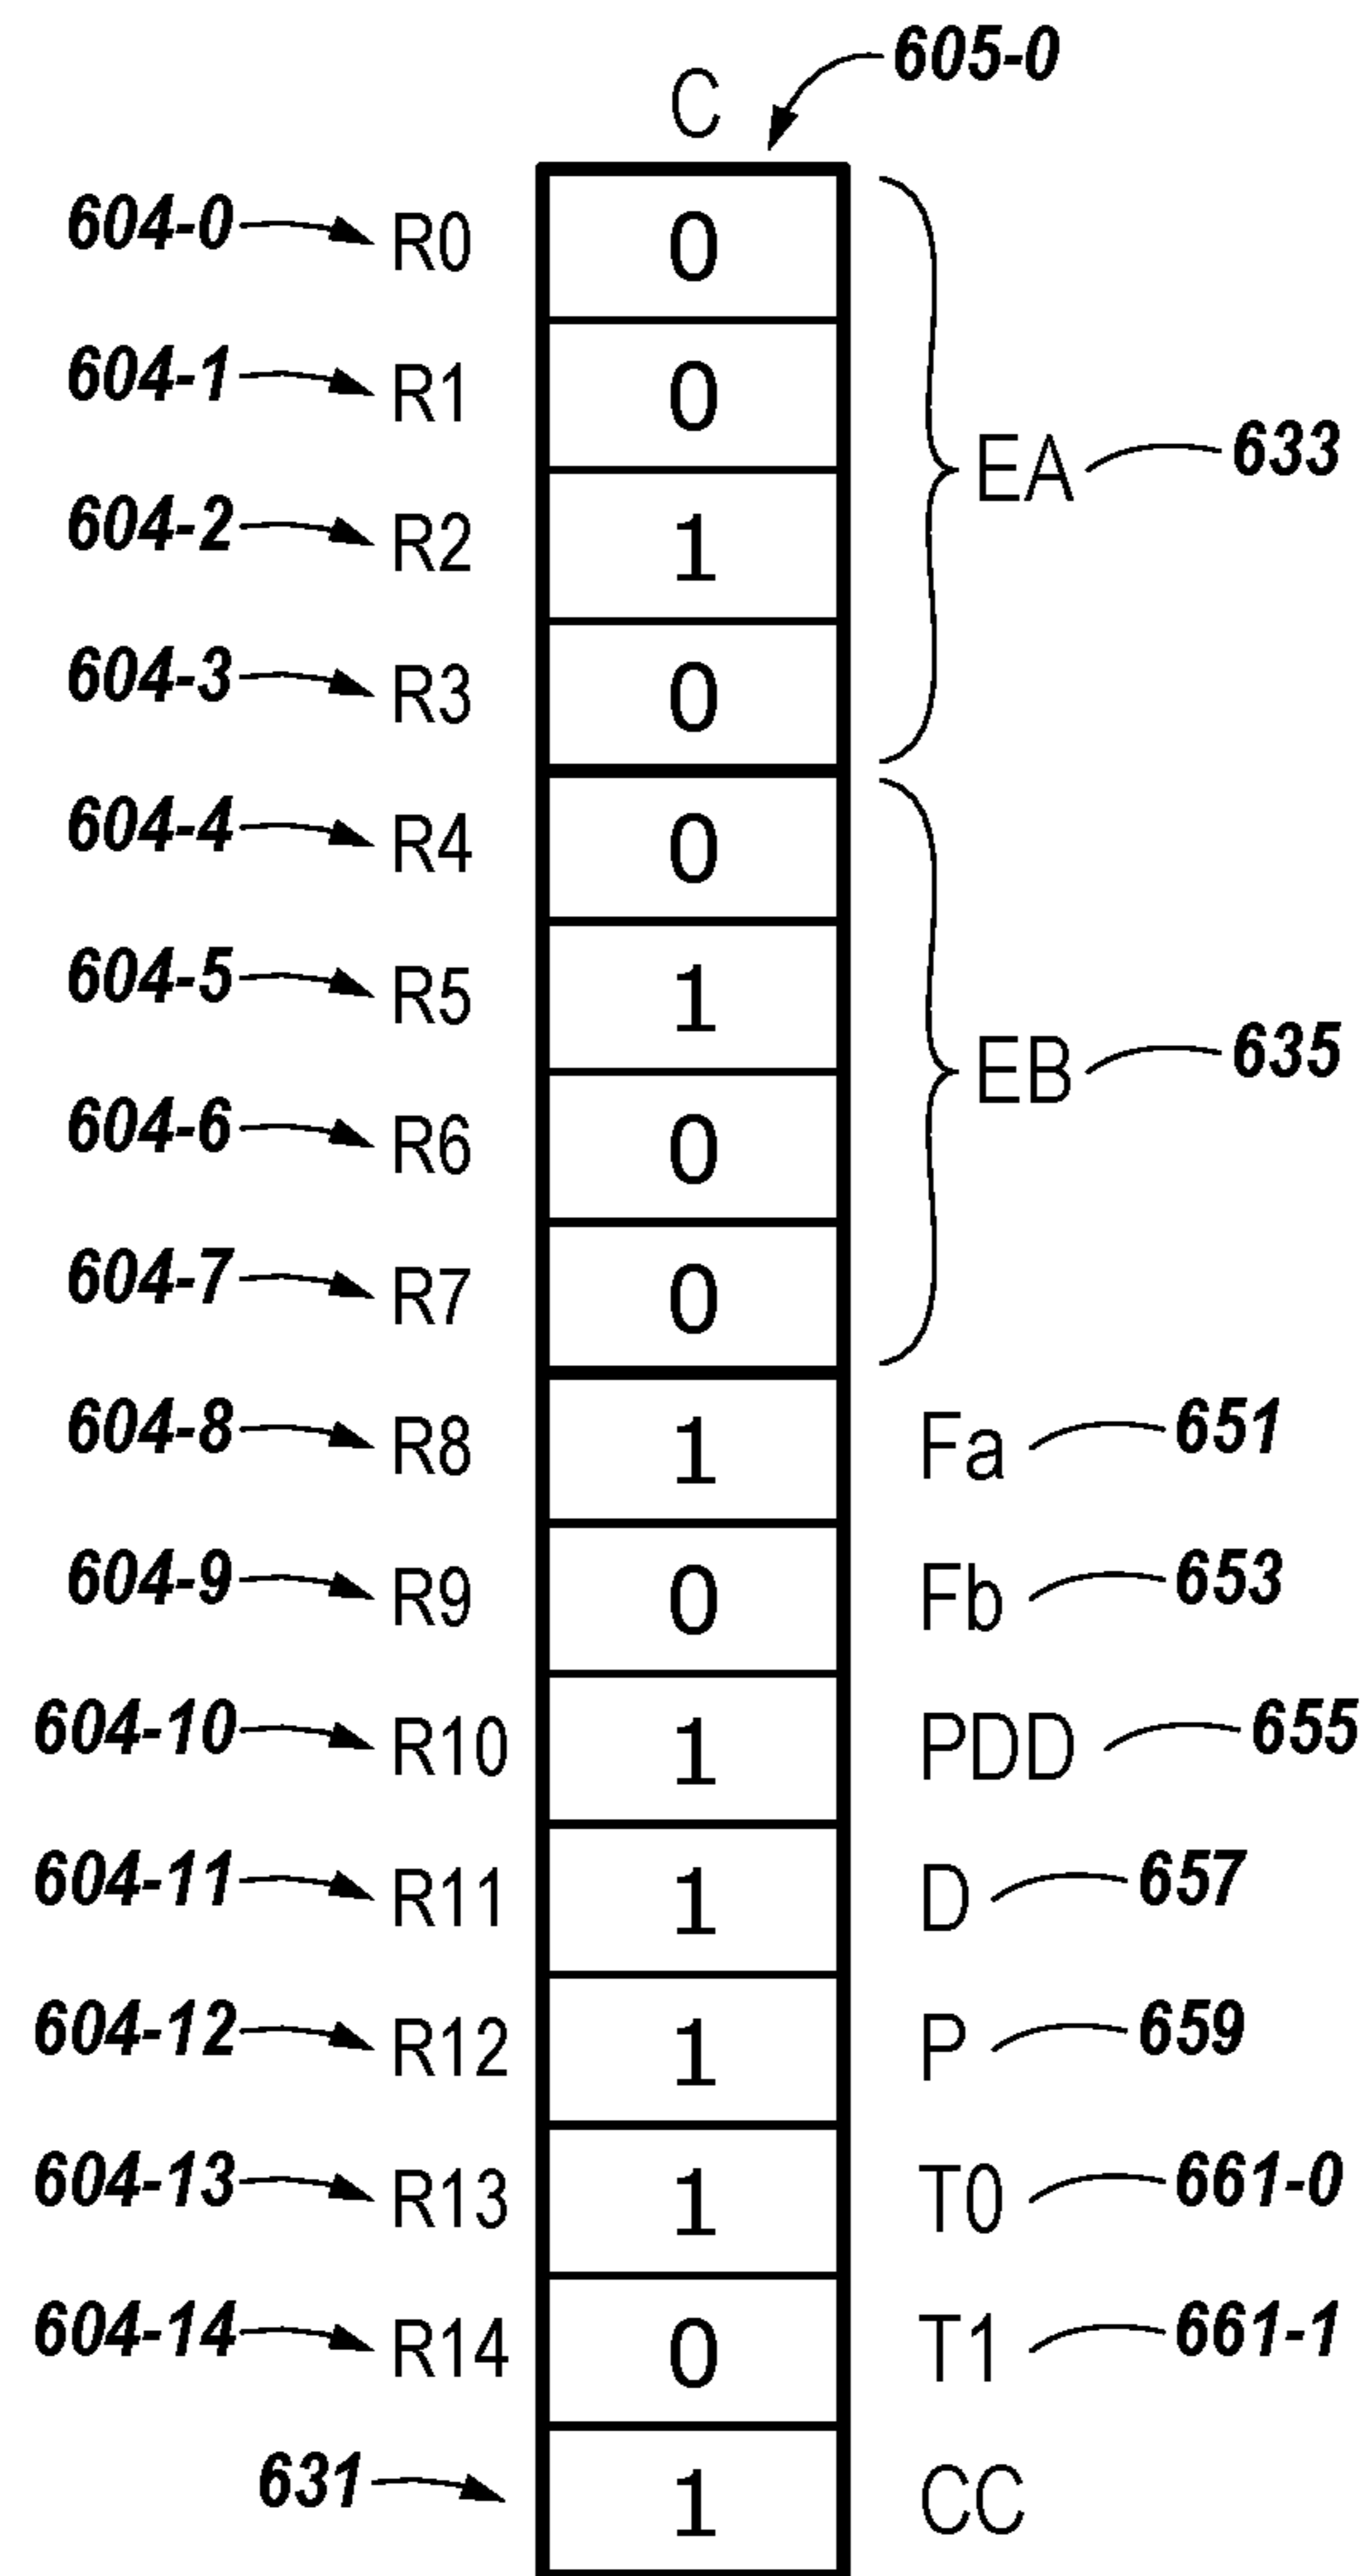 605-0
C
604-0 R0 0
604-1 R1 0
EA 633
604-2 R2 1
604-3 R3 0
604-4 R4 0
604-5 R5 1
EB 635
604-6 R6 0
604-7 R7 0
604-8 R8 1 Fa 651
604-9 R9 0 Fb 653
604-10 R10 1 PDD 655
604-11 R11 1 D 657
604-12 R12 1 P 659
604-13 R13 1 T0 661-0
604-14 R14 0 T1 661-1
631 1 CC